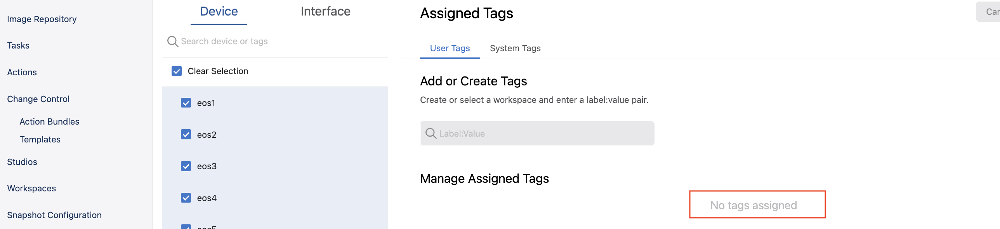 Image Repository
Tasks
Actions
Change Control
Action Bundles
Templates
Studios
Workspaces
Snapshot Configuration
Device Interface
Search device or tags
Clear Selection
eos1
eos2
eos3
eos4
Assigned Tags
User Tags System Tags
Add or Create Tags
Create or select a workspace and enter a label:value pair.
Label:Value
Manage Assigned Tags
No tags assigned